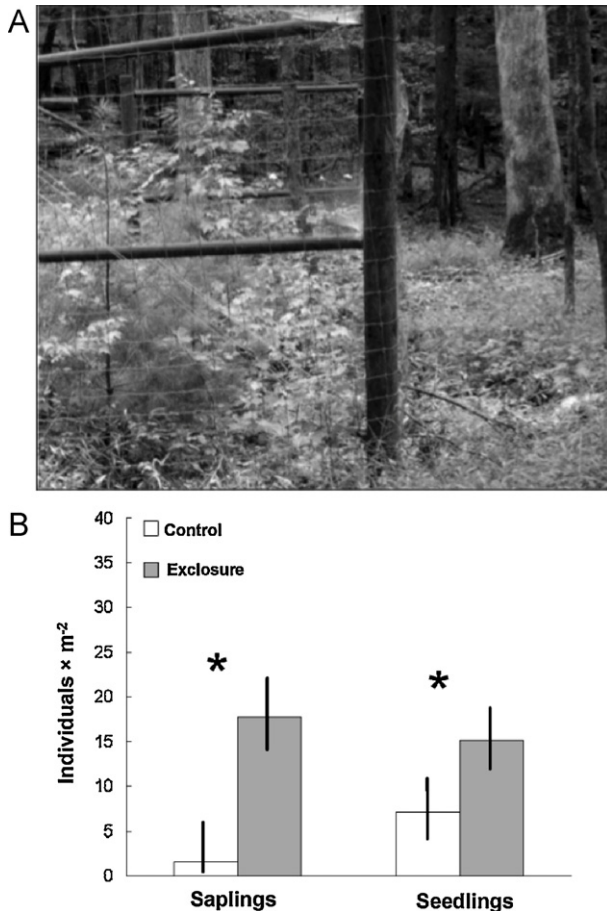 A
B
40
35
30
25
20
15
10
5
0
Individuals × m⁻²
Control
Exclosure
*
*
Saplings
Seedlings